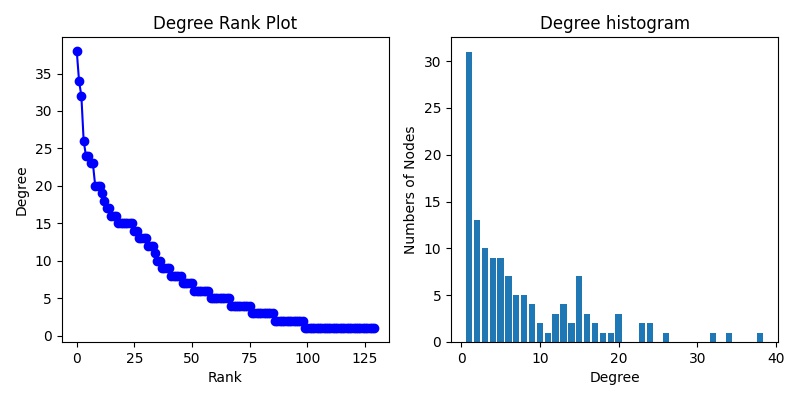 Degree Rank Plot
Degree
35
30
25
20
15
10
5
0
0 25 50 75 100 125
Rank
Degree histogram
Numbers of Nodes
30
25
20
15
10
5
0
0 10 20 30 40
Degree